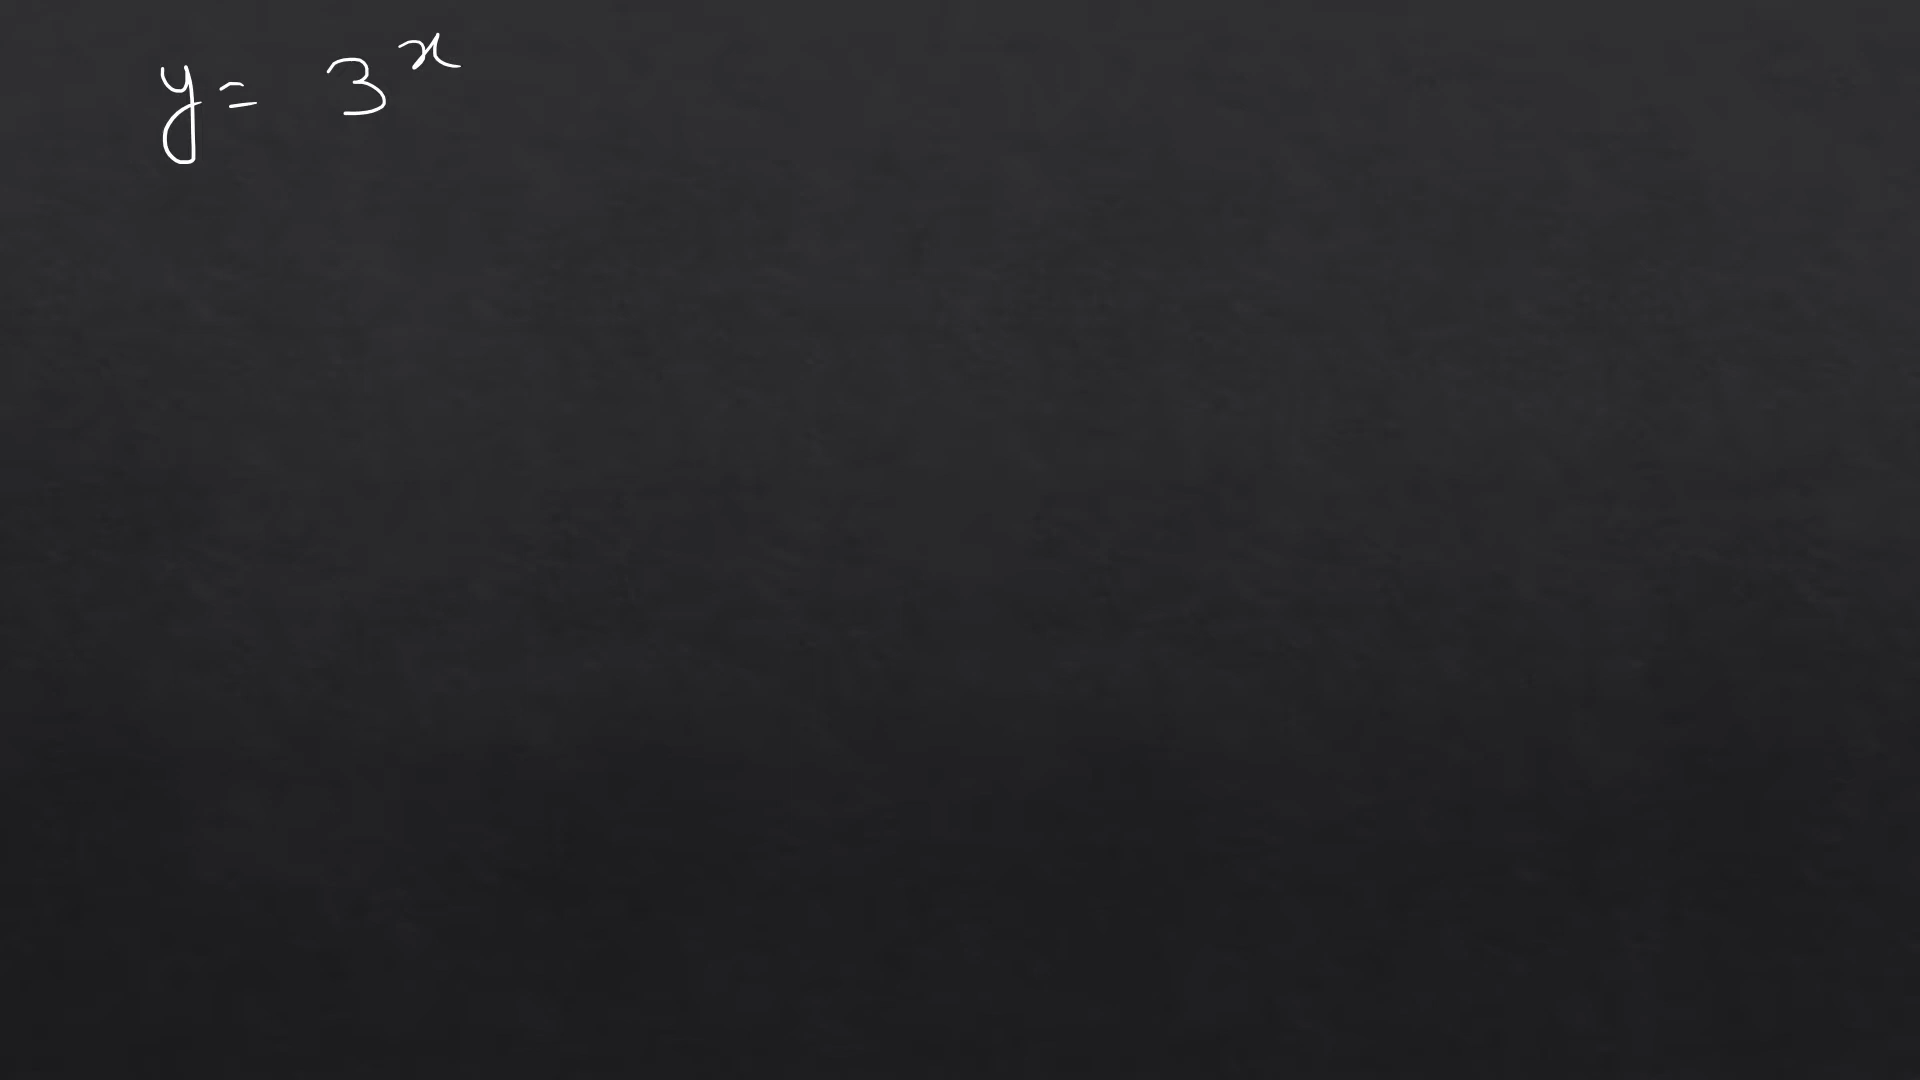 y = 3^x